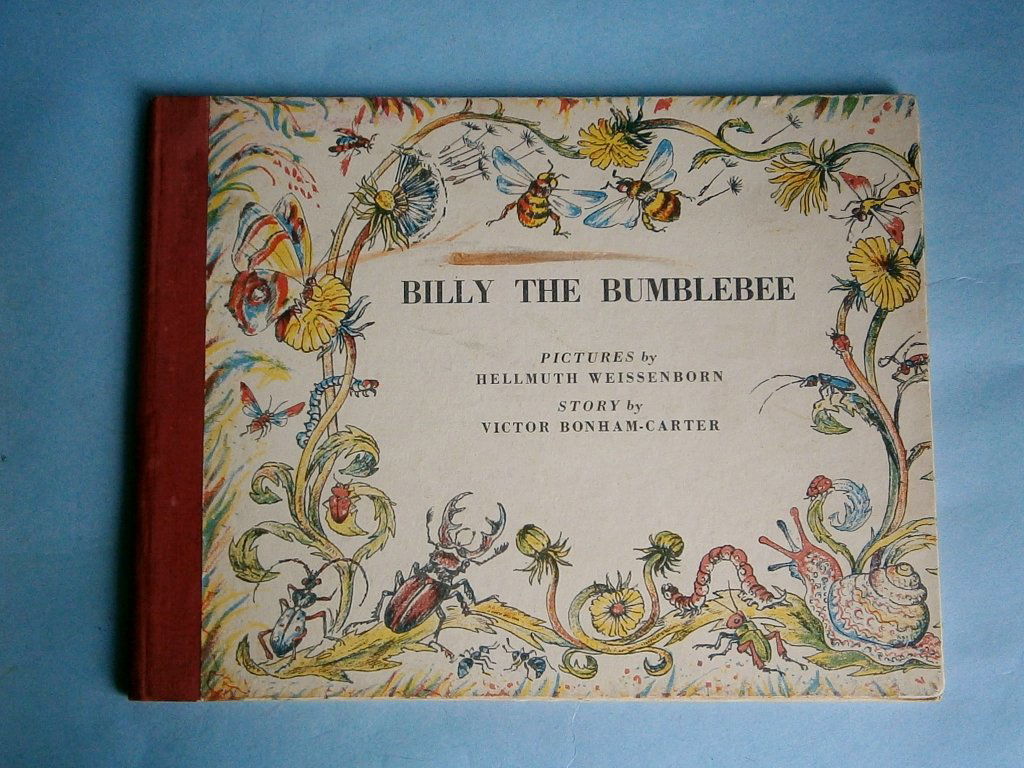 BILLY THE BUMBLEBEE
PICTURES by
HELLMUTH WEISSENBORN
STORY by
VICTOR BONHAM-CARTER